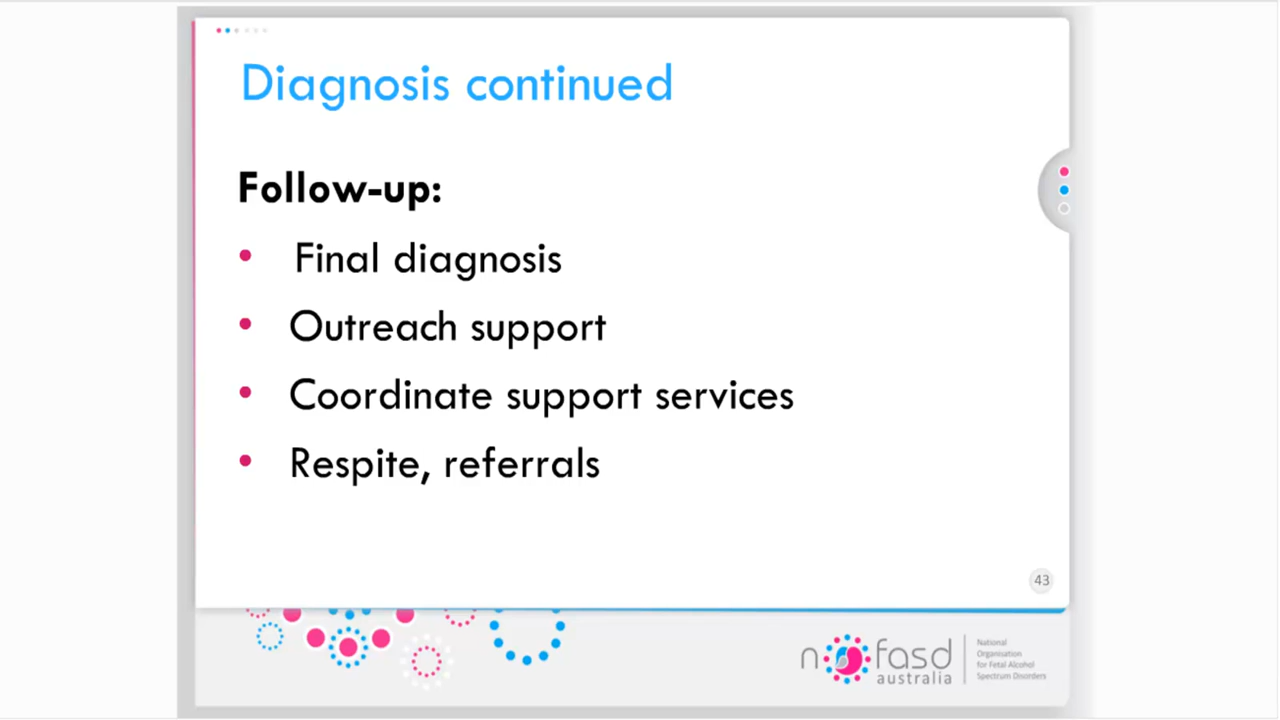 Diagnosis continued
Follow-up:
• Final diagnosis
• Outreach support
• Coordinate support services
• Respite, referrals
43
nofasd
australia
National
Organisation
for Fetal Alcohol
Spectrum Disorders